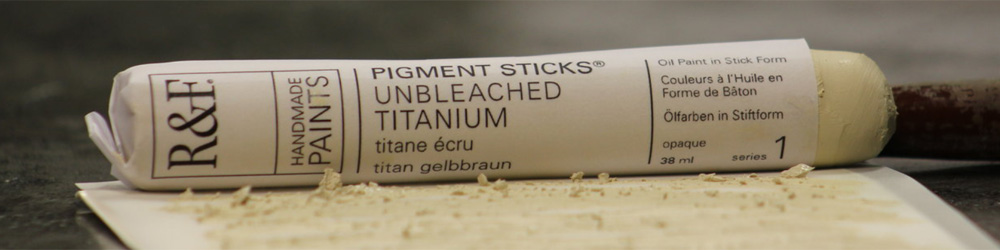 R&F®
HANDMADE
PAINTS
PIGMENT STICKS®
UNBLEACHED
TITANIUM
titane écru
titan gelbbraun
Oil Paint in Stick Form
Couleurs à l'Huile en
Forme de Bâton
Ölfarben in Stiftform
opaque
38 ml series 1